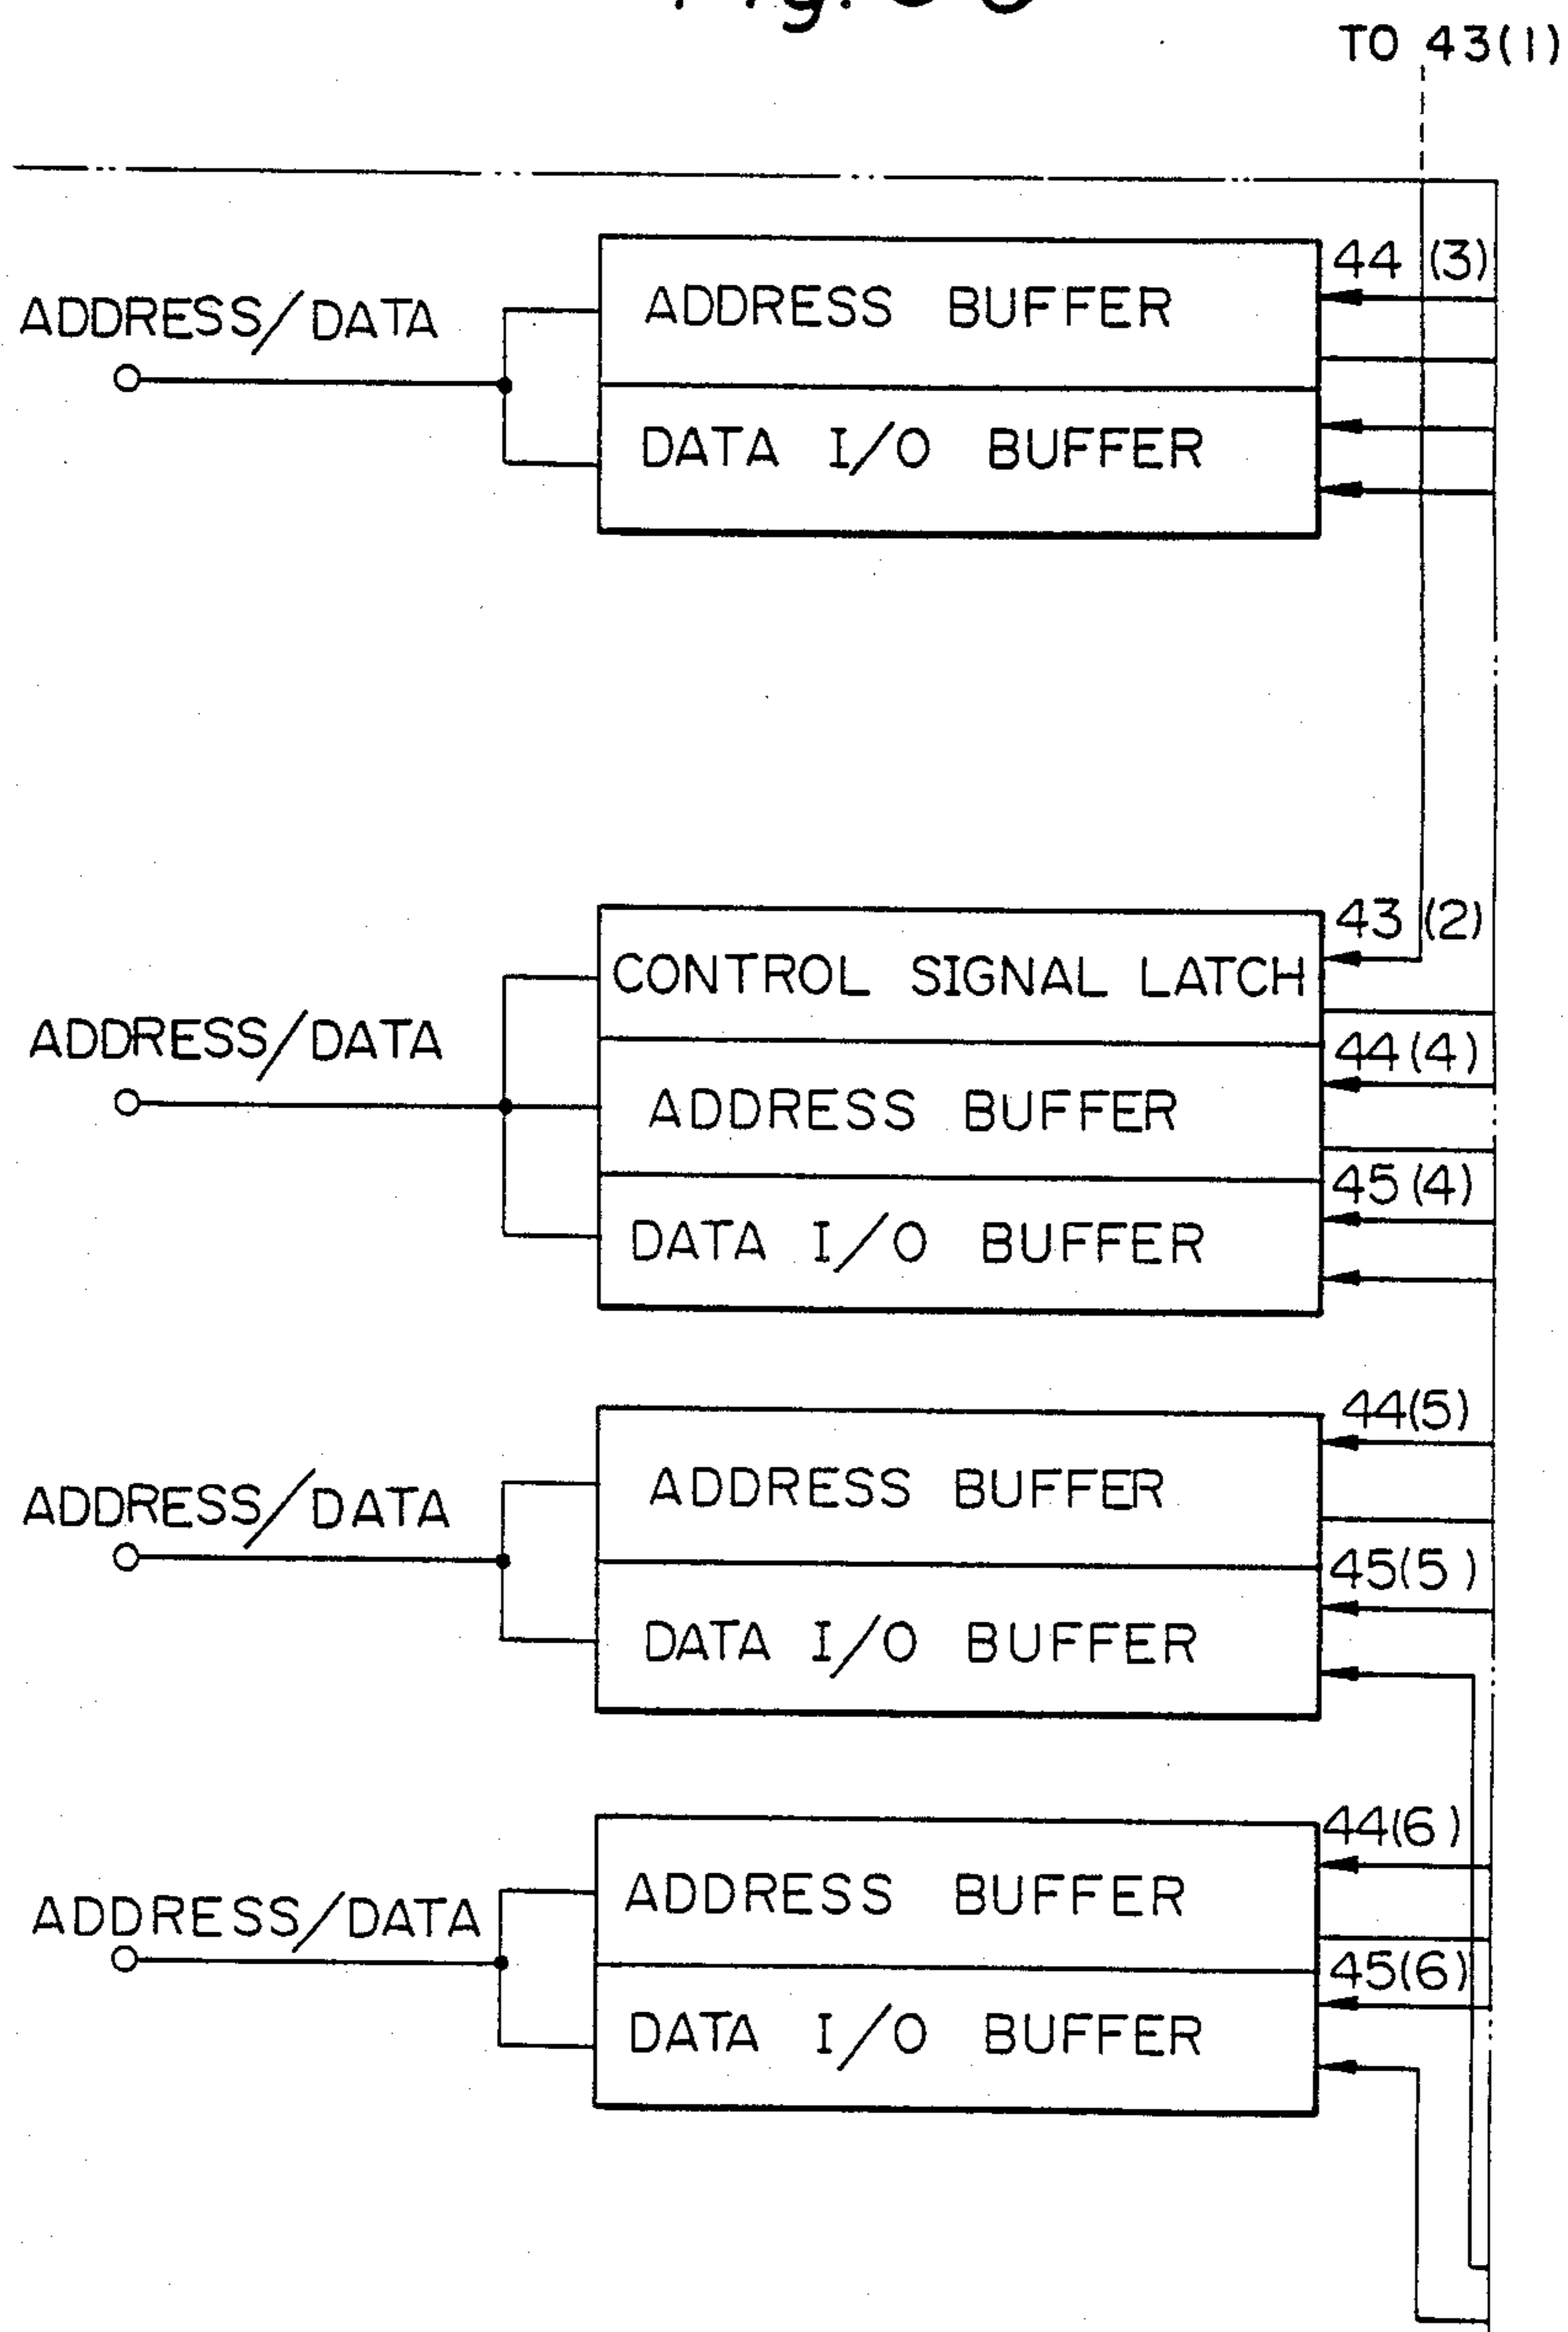 TO 43(1)
44 (3)
ADDRESS/DATA
ADDRESS BUFFER
DATA I/O BUFFER
43 (2)
CONTROL SIGNAL LATCH
ADDRESS/DATA
44(4)
ADDRESS BUFFER
45(4)
DATA I/O BUFFER
44(5)
ADDRESS BUFFER
ADDRESS/DATA
45(5)
DATA I/O BUFFER
44(6)
ADDRESS BUFFER
ADDRESS/DATA
45(6)
DATA I/O BUFFER